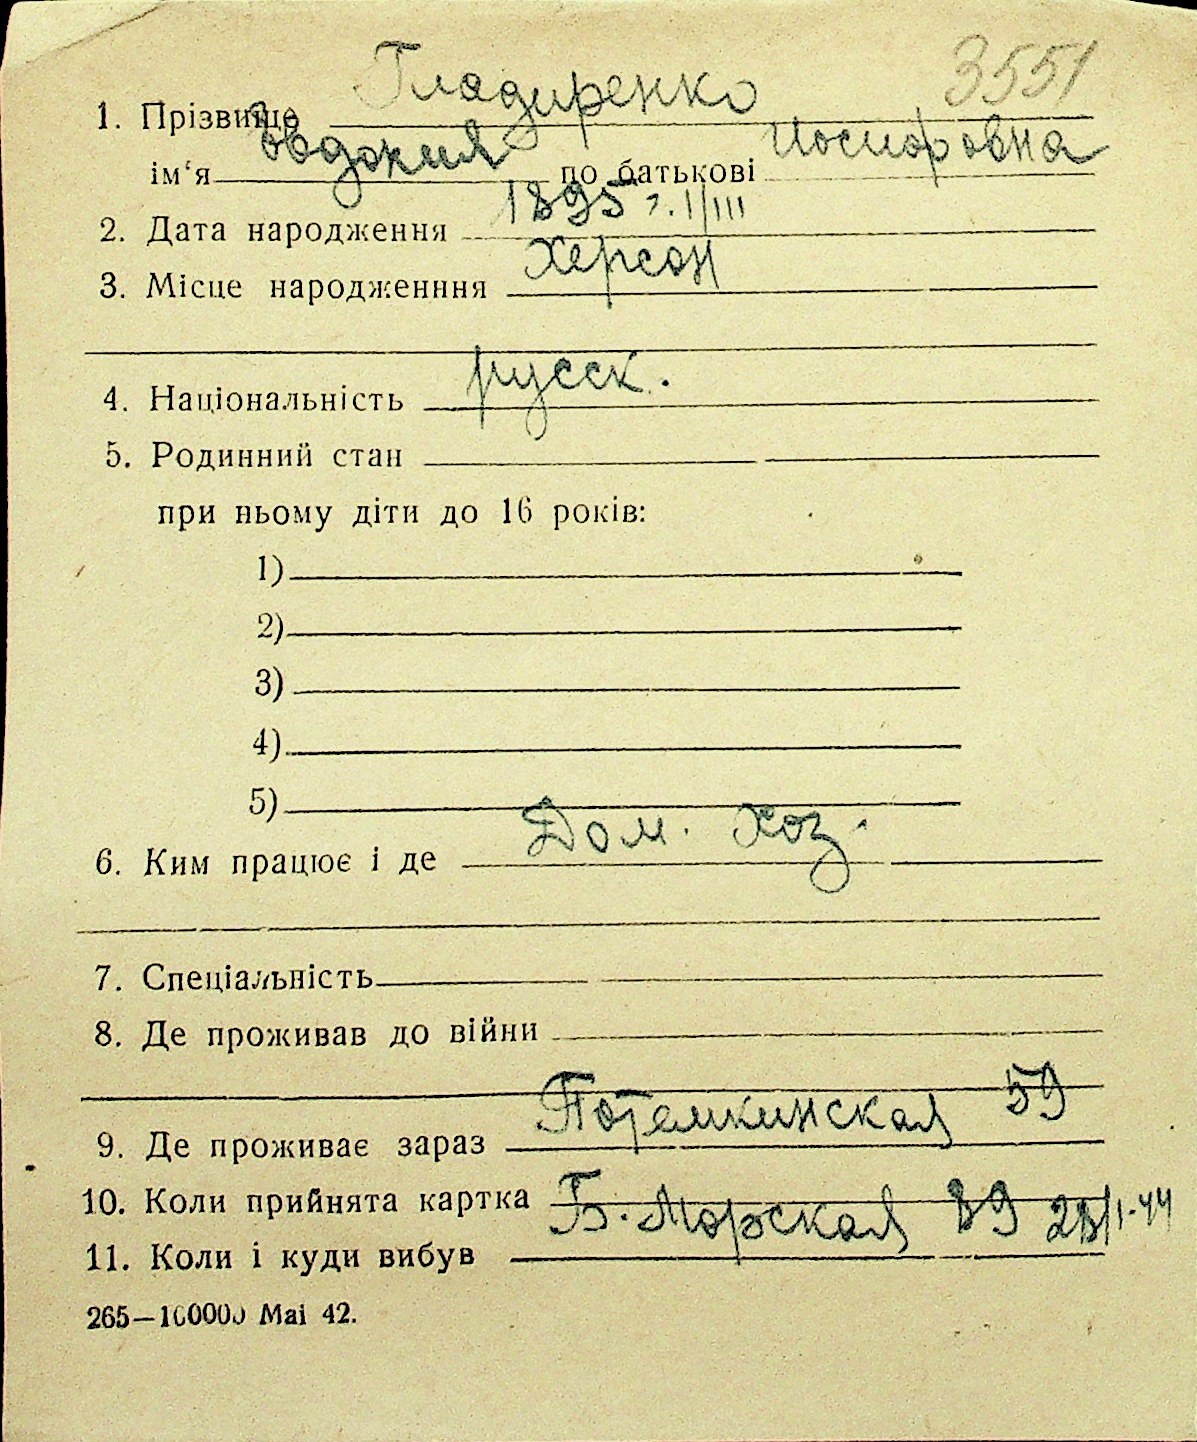 3551
1. Прізвище Гладиренко
ім‘я Евдокия по батькові Иосифовна
2. Дата народження 1895 г. I/III
3. Місце народженння Херсон
4. Національність русск.
5. Родинний стан
при ньому діти до 16 років:
1)
2)
3)
4)
5)
6. Ким працює і де Дом. Хоз.
7. Спеціальність
8. Де проживав до війни
9. Де проживає зараз Потемкинская 59
10. Коли прийнята картка Б. Морская 89 28/I-44
11. Коли і куди вибув
265—100000 Mai 42.